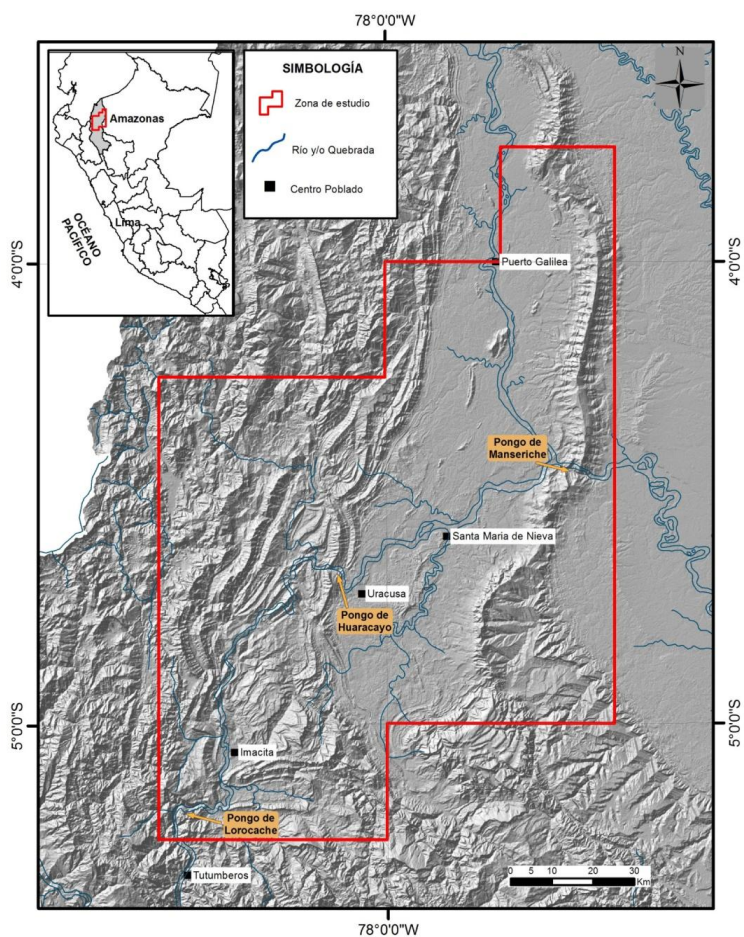 78°0'0"W
N
SIMBOLOGÍA
Zona de estudio
Río y/o Quebrada
Centro Poblado
Amazonas
Lima
OCÉANO
PACÍFICO
4°0'0"S
4°0'0"S
Puerto Galilea
Pongo de
Manseriche
Santa Maria de Nieva
Uracusa
Pongo de
Huaracayo
5°0'0"S
5°0'0"S
Imacita
Pongo de
Lorocache
Tutumberos
0 5 10 20 30
Km
78°0'0"W